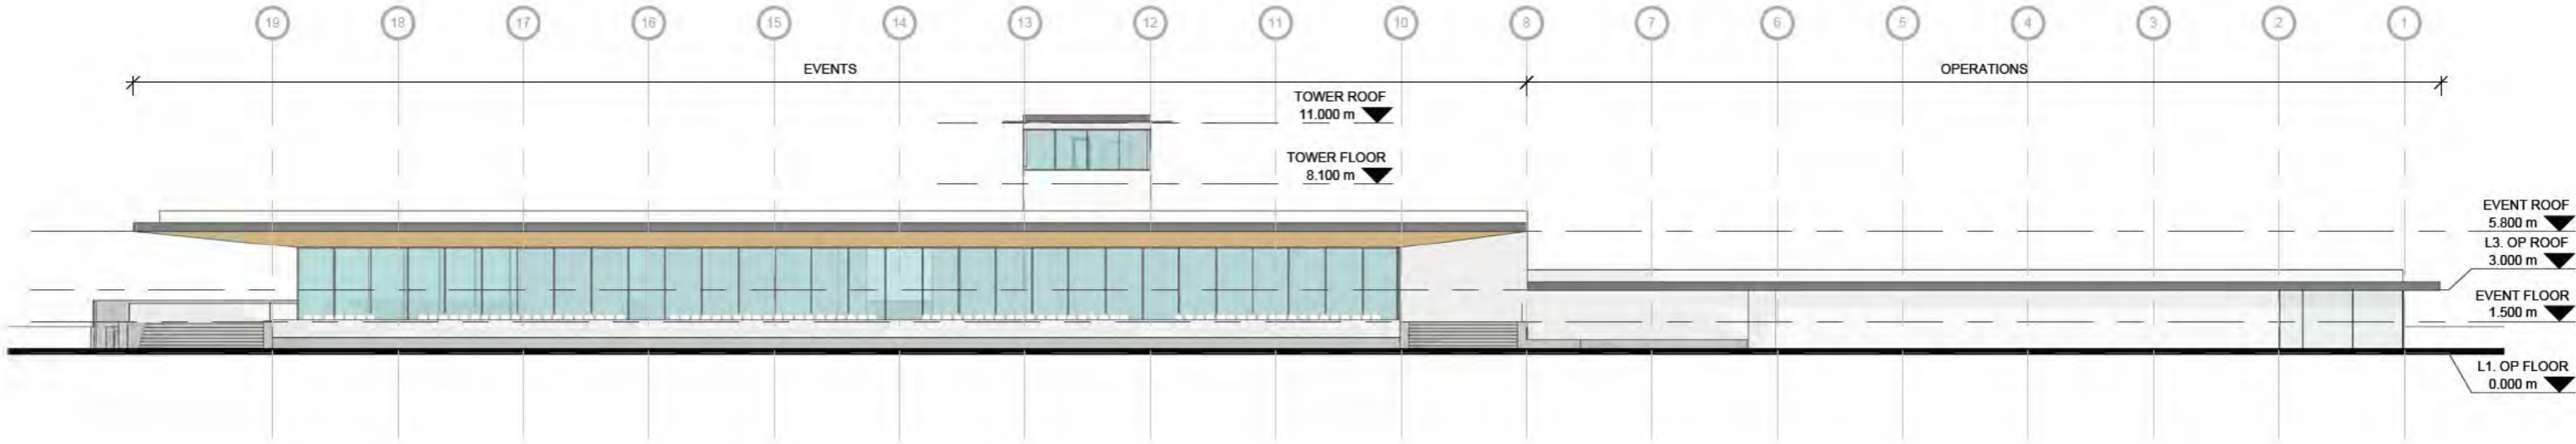 19 18 17 16 15 14 13 12 11 10 8 7 6 5 4 3 2 1
EVENTS
OPERATIONS
TOWER ROOF
11.000 m
TOWER FLOOR
8.100 m
EVENT ROOF
5.800 m
L3. OP ROOF
3.000 m
EVENT FLOOR
1.500 m
L1. OP FLOOR
0.000 m